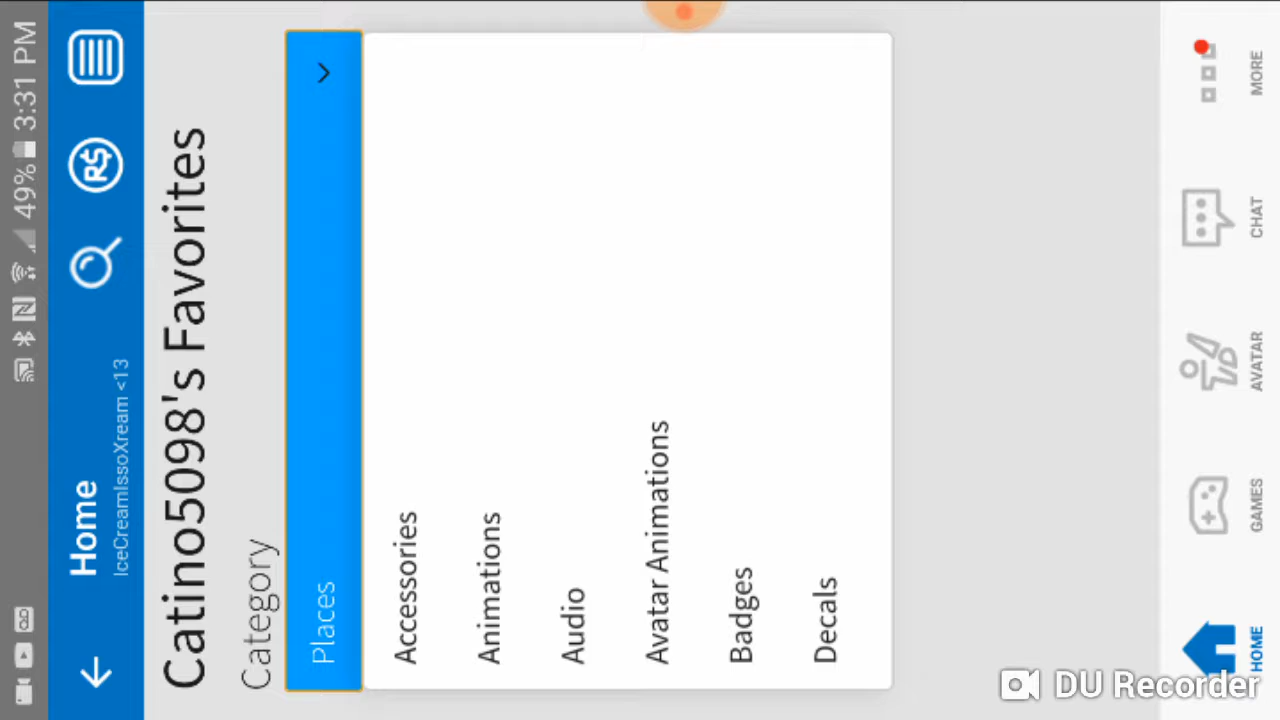 49% 3:31 PM
Home
IceCreamIssoXream <13
R$
Catino5098's Favorites
Category
Places
Accessories
Animations
Audio
Avatar Animations
Badges
Decals
HOME
GAMES
AVATAR
CHAT
MORE
DU Recorder